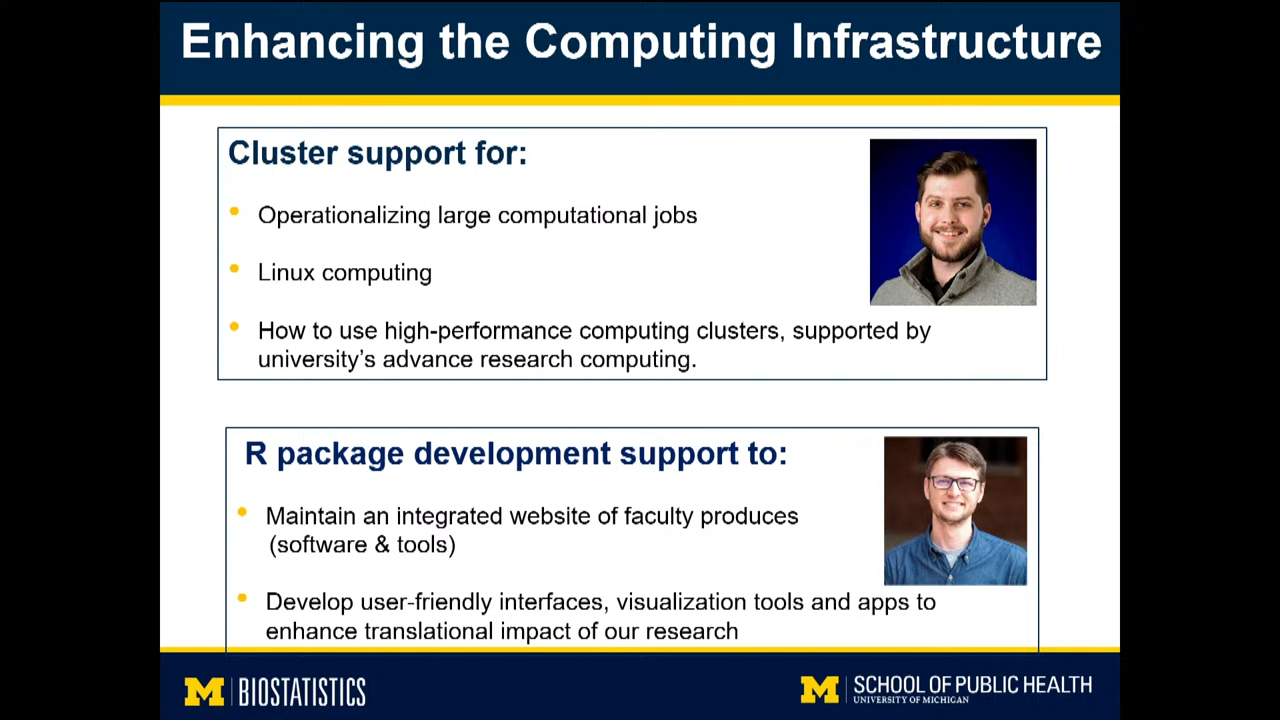 Enhancing the Computing Infrastructure
Cluster support for:
• Operationalizing large computational jobs
• Linux computing
• How to use high-performance computing clusters, supported by
university's advance research computing.
R package development support to:
• Maintain an integrated website of faculty produces
(software & tools)
• Develop user-friendly interfaces, visualization tools and apps to
enhance translational impact of our research
M BIOSTATISTICS
M SCHOOL OF PUBLIC HEALTH
UNIVERSITY OF MICHIGAN